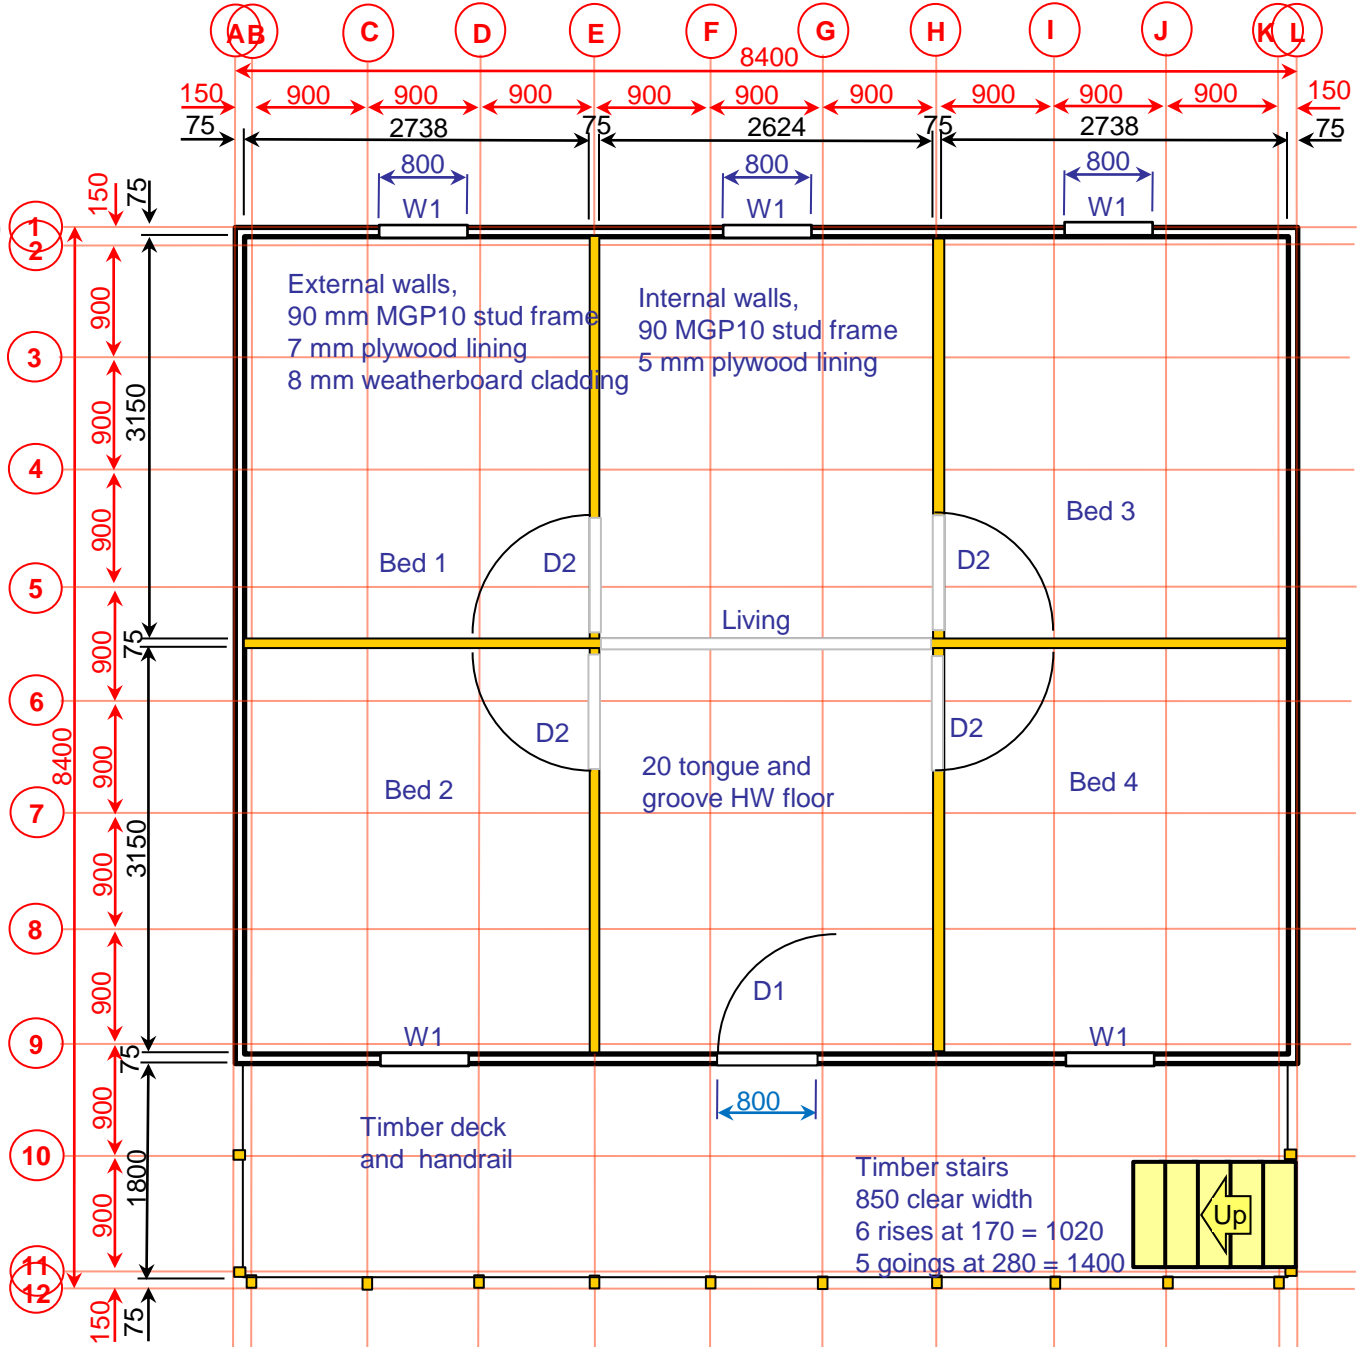 A B C D E F G H I J K L
8400
150 900 900 900 900 900 900 900 900 900 150
75 2738 75 2624 75 2738 75
800 800 800
W1 W1 W1
150 75
1
2
3
4
5
6
7
8
9
10
11
12
8400
900
900
900
900
900
900
900
900
900
150
3150
75
3150
75
1800
75
External walls,
90 mm MGP10 stud frame
7 mm plywood lining
8 mm weatherboard cladding
Internal walls,
90 MGP10 stud frame
5 mm plywood lining
Bed 3
Bed 1
D2
D2
Living
D2
D2
Bed 2
20 tongue and
groove HW floor
Bed 4
D1
W1
W1
800
Timber deck
and handrail
Timber stairs
850 clear width
6 rises at 170 = 1020
5 goings at 280 = 1400
Up